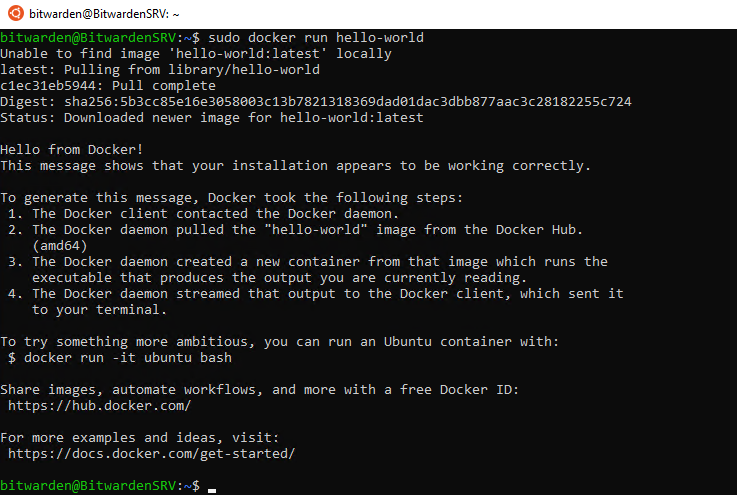 bitwarden@BitwardenSRV: ~
bitwarden@BitwardenSRV:~$ sudo docker run hello-world
Unable to find image 'hello-world:latest' locally
latest: Pulling from library/hello-world
c1ec31eb5944: Pull complete
Digest: sha256:5b3cc85e16e3058003c13b7821318369dad01dac3dbb877aac3c28182255c724
Status: Downloaded newer image for hello-world:latest
Hello from Docker!
This message shows that your installation appears to be working correctly.
To generate this message, Docker took the following steps:
1. The Docker client contacted the Docker daemon.
2. The Docker daemon pulled the "hello-world" image from the Docker Hub.
(amd64)
3. The Docker daemon created a new container from that image which runs the
executable that produces the output you are currently reading.
4. The Docker daemon streamed that output to the Docker client, which sent it
to your terminal.
To try something more ambitious, you can run an Ubuntu container with:
$ docker run -it ubuntu bash
Share images, automate workflows, and more with a free Docker ID:
https://hub.docker.com/
For more examples and ideas, visit:
https://docs.docker.com/get-started/
bitwarden@BitwardenSRV:~$